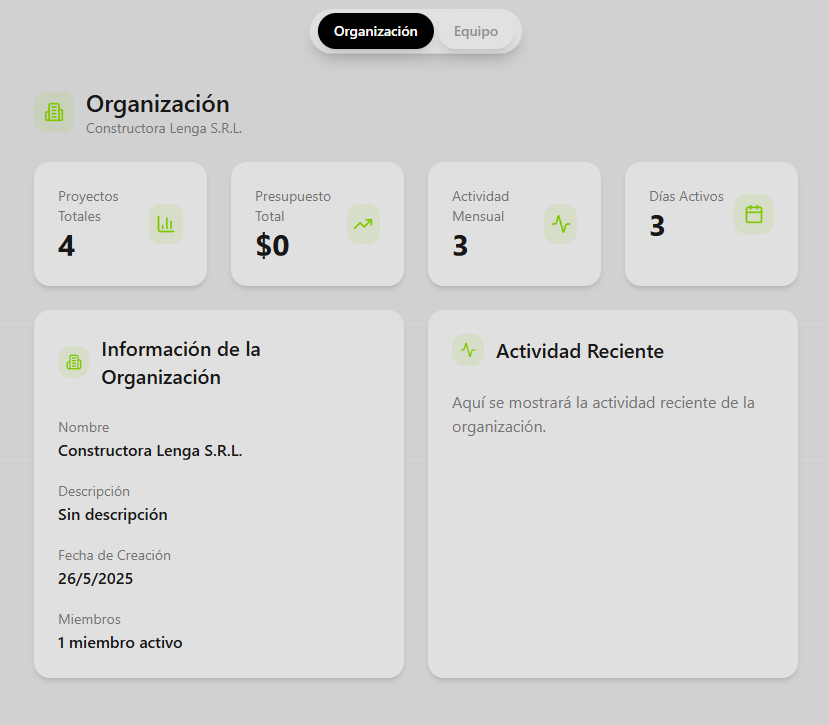 Organización
Equipo
Organización
Constructora Lenga S.R.L.
Proyectos
Totales
4
Presupuesto
Total
$0
Actividad
Mensual
3
Días Activos
3
Información de la
Organización
Nombre
Constructora Lenga S.R.L.
Descripción
Sin descripción
Fecha de Creación
26/5/2025
Miembros
1 miembro activo
Actividad Reciente
Aquí se mostrará la actividad reciente de la
organización.